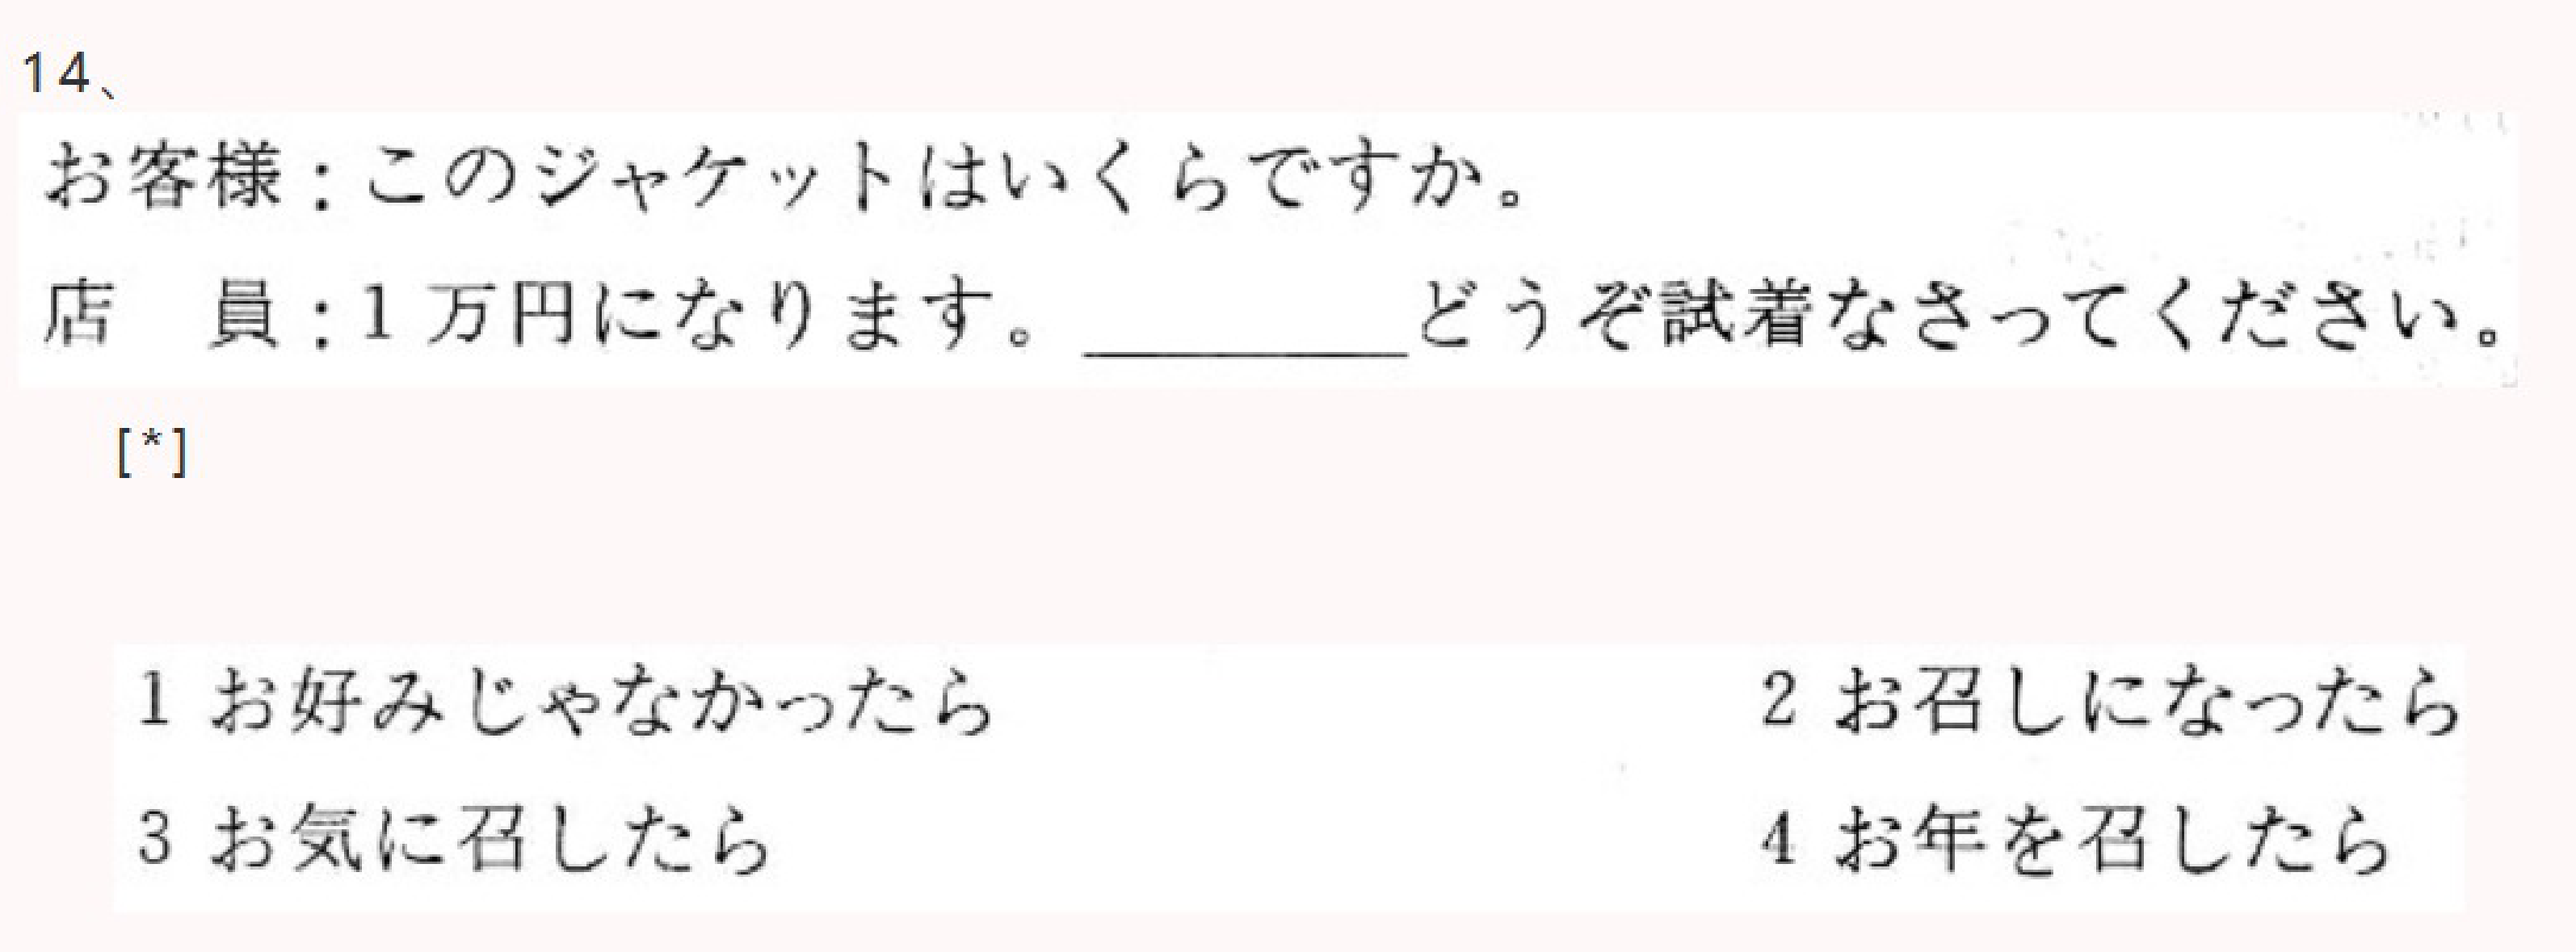 14、
お客様：このジャケットはいくらですか。
店　員：1万円になります。________どうぞ試着なさってください。
[*]
1 お好みじゃなかったら
2 お召しになったら
3 お気に召したら
4 お年を召したら